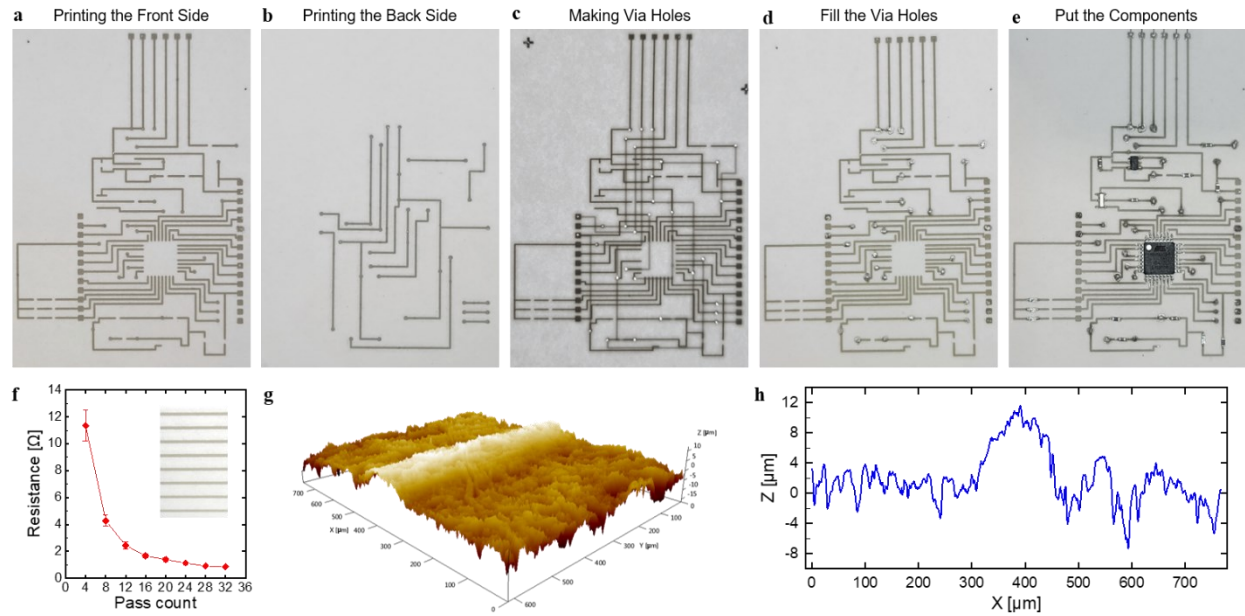 a Printing the Front Side
b Printing the Back Side
c Making Via Holes
d Fill the Via Holes
e Put the Components
f
14
12
10
8
6
4
2
0
Resistance [Ω]
0 4 8 12 16 20 24 28 32 36
Pass count
g
Z [µm]
10
5
0
-5
-10
-15
700
600
500
400
300
200
100
0
X [µm]
100
200
300
400
500
600
Y [µm]
h
12
8
4
0
-4
-8
Z [µm]
0 100 200 300 400 500 600 700
X [µm]